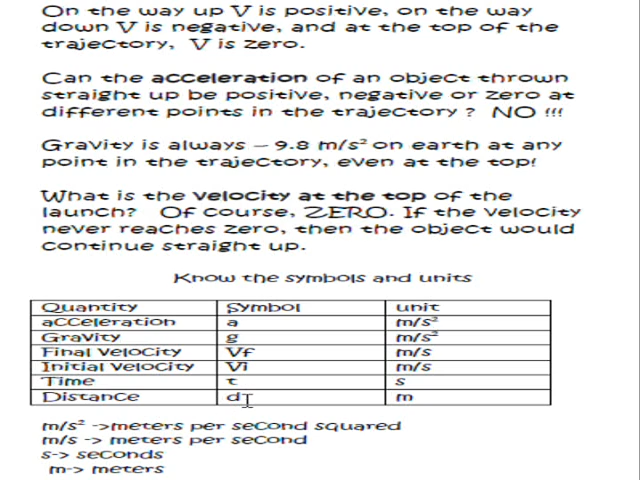 On the way up V is positive, on the way
down V is negative, and at the top of the
trajectory, V is zero.
Can the acceleration of an object thrown
straight up be positive, negative or zero at
different points in the trajectory ? NO !!!
Gravity is always – 9.8 m/s² on earth at any
point in the trajectory, even at the top!
What is the velocity at the top of the
launch? Of course, ZERO. If the velocity
never reaches zero, then the object would
continue straight up.
Know the symbols and units
Quantity Symbol unit
acceleration a m/s²
Gravity g m/s²
Final velocity Vf m/s
Initial velocity Vi m/s
Time t s
Distance d m
m/s² ->meters per second squared
m/s -> meters per second
s-> seconds
m-> meters